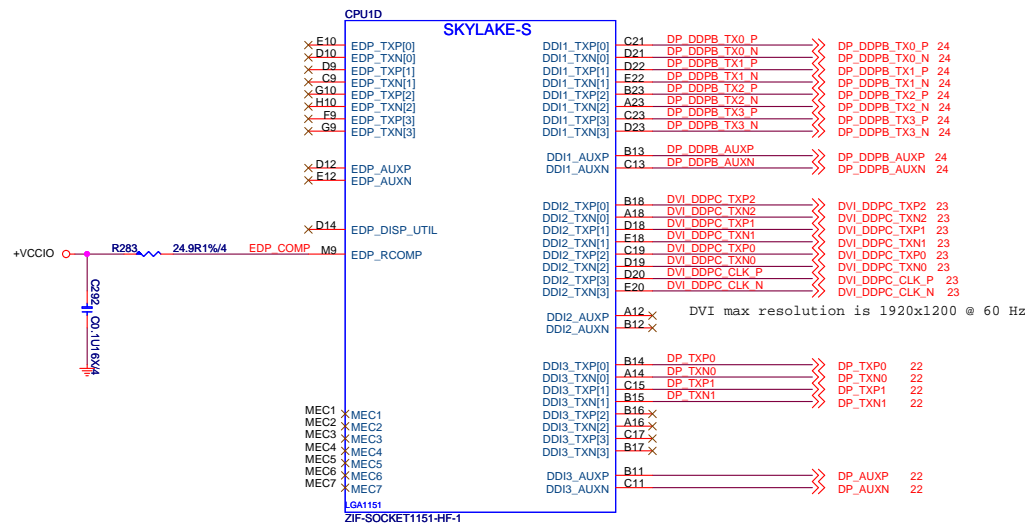 CPU1D
SKYLAKE-S
E10 EDP_TXP[0]
D10 EDP_TXN[0]
D9 EDP_TXP[1]
C9 EDP_TXN[1]
G10 EDP_TXP[2]
H10 EDP_TXN[2]
F9 EDP_TXP[3]
G9 EDP_TXN[3]
D12 EDP_AUXP
E12 EDP_AUXN
D14 EDP_DISP_UTIL
+VCCIO R283 24.9R1%/4 EDP_COMP M9 EDP_RCOMP
C292 C0.1U16X/4
MEC1 MEC1
MEC2 MEC2
MEC3 MEC3
MEC4 MEC4
MEC5 MEC5
MEC6 MEC6
MEC7 MEC7
DDI1_TXP[0] C21 DP_DDPB_TX0_P DP_DDPB_TX0_P 24
DDI1_TXN[0] D21 DP_DDPB_TX0_N DP_DDPB_TX0_N 24
DDI1_TXP[1] D22 DP_DDPB_TX1_P DP_DDPB_TX1_P 24
DDI1_TXN[1] E22 DP_DDPB_TX1_N DP_DDPB_TX1_N 24
DDI1_TXP[2] B23 DP_DDPB_TX2_P DP_DDPB_TX2_P 24
DDI1_TXN[2] A23 DP_DDPB_TX2_N DP_DDPB_TX2_N 24
DDI1_TXP[3] C23 DP_DDPB_TX3_P DP_DDPB_TX3_P 24
DDI1_TXN[3] D23 DP_DDPB_TX3_N DP_DDPB_TX3_N 24
DDI1_AUXP B13 DP_DDPB_AUXP DP_DDPB_AUXP 24
DDI1_AUXN C13 DP_DDPB_AUXN DP_DDPB_AUXN 24
DDI2_TXP[0] B18 DVI_DDPC_TXP2 DVI_DDPC_TXP2 23
DDI2_TXN[0] A18 DVI_DDPC_TXN2 DVI_DDPC_TXN2 23
DDI2_TXP[1] D18 DVI_DDPC_TXP1 DVI_DDPC_TXP1 23
DDI2_TXN[1] E18 DVI_DDPC_TXN1 DVI_DDPC_TXN1 23
DDI2_TXP[2] C19 DVI_DDPC_TXP0 DVI_DDPC_TXP0 23
DDI2_TXN[2] D19 DVI_DDPC_TXN0 DVI_DDPC_TXN0 23
DDI2_TXP[3] D20 DVI_DDPC_CLK_P DVI_DDPC_CLK_P 23
DDI2_TXN[3] E20 DVI_DDPC_CLK_N DVI_DDPC_CLK_N 23
DDI2_AUXP A12 DVI max resolution is 1920x1200 @ 60 Hz
DDI2_AUXN B12
DDI3_TXP[0] B14 DP_TXP0 DP_TXP0 22
DDI3_TXN[0] A14 DP_TXN0 DP_TXN0 22
DDI3_TXP[1] C15 DP_TXP1 DP_TXP1 22
DDI3_TXN[1] B15 DP_TXN1 DP_TXN1 22
DDI3_TXP[2] B16
DDI3_TXN[2] A16
DDI3_TXP[3] C17
DDI3_TXN[3] B17
DDI3_AUXP B11 DP_AUXP 22
DDI3_AUXN C11 DP_AUXN 22
LGA1151
ZIF-SOCKET1151-HF-1